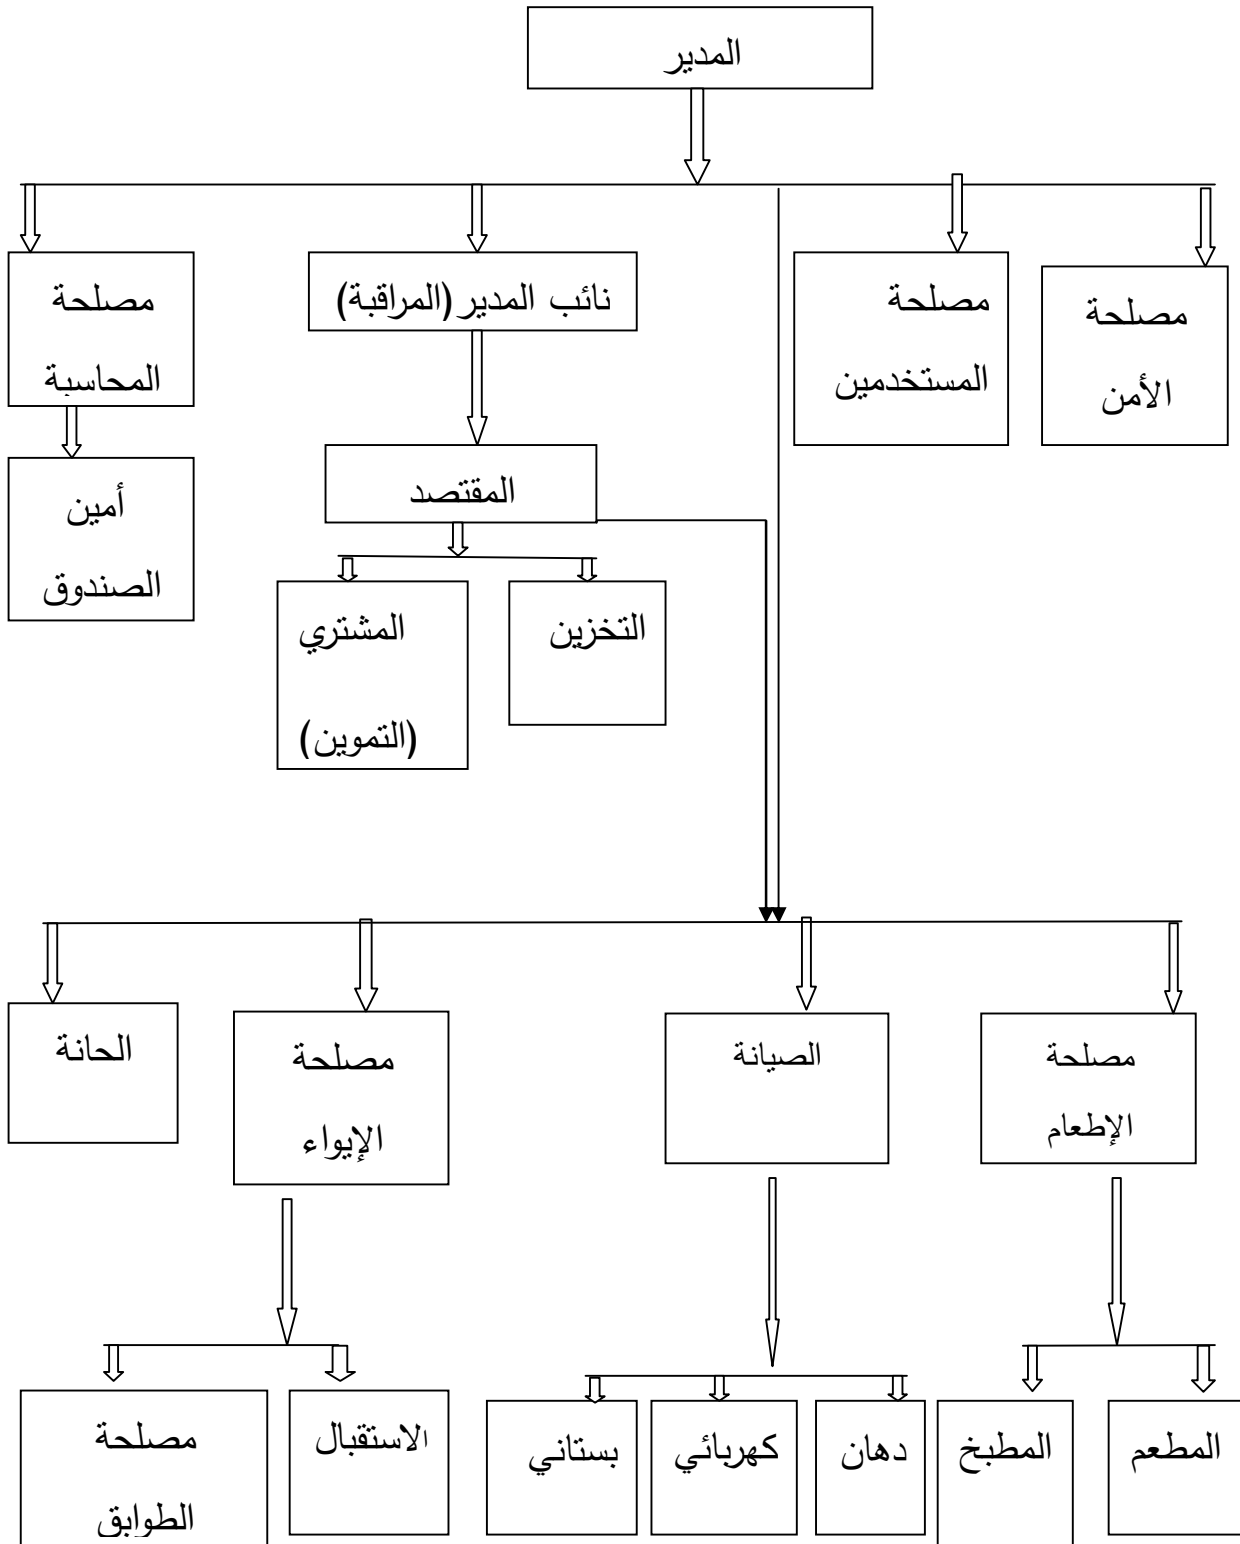 المدير
مصلحة
الأمن
مصلحة
المستخدمين
نائب المدير (المراقبة)
مصلحة
المحاسبة
المقتصد
أمين
الصندوق
التخزين
المشتري
(التموين)
مصلحة
الإطعام
الصيانة
مصلحة
الإيواء
الحانة
المطعم
المطبخ
دهان
كهربائي
بستاني
الاستقبال
مصلحة
الطوابق